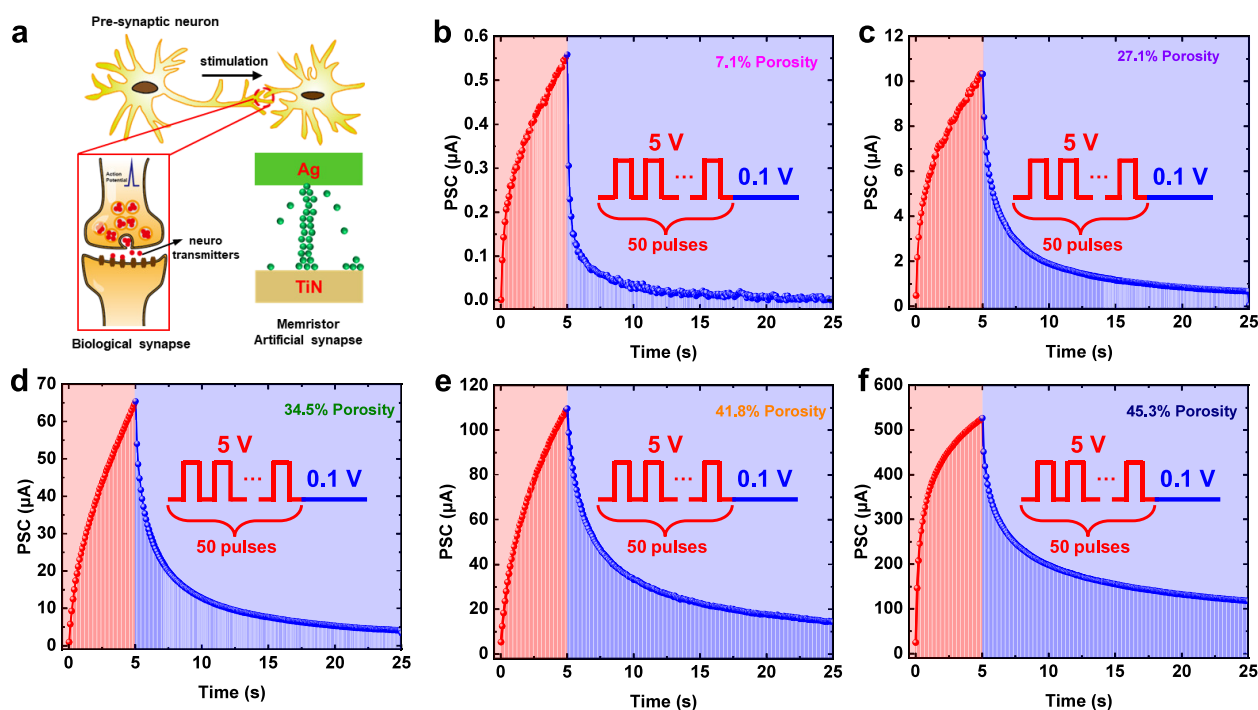 a
Pre-synaptic neuron
stimulation
Action
Potential
neuro
transmitters
Biological synapse
Ag
TiN
Memristor
Artificial synapse
b
PSC (µA)
0.6
0.5
0.4
0.3
0.2
0.1
0.0
7.1% Porosity
5 V
...
0.1 V
50 pulses
0 5 10 15 20 25
Time (s)
c
PSC (µA)
12
10
8
6
4
2
0
27.1% Porosity
5 V
...
0.1 V
50 pulses
0 5 10 15 20 25
Time (s)
d
PSC (µA)
70
60
50
40
30
20
10
0
34.5% Porosity
5 V
...
0.1 V
50 pulses
0 5 10 15 20 25
Time (s)
e
PSC (µA)
120
100
80
60
40
20
0
41.8% Porosity
5 V
...
0.1 V
50 pulses
0 5 10 15 20 25
Time (s)
f
PSC (µA)
600
500
400
300
200
100
0
45.3% Porosity
5 V
...
0.1 V
50 pulses
0 5 10 15 20 25
Time (s)